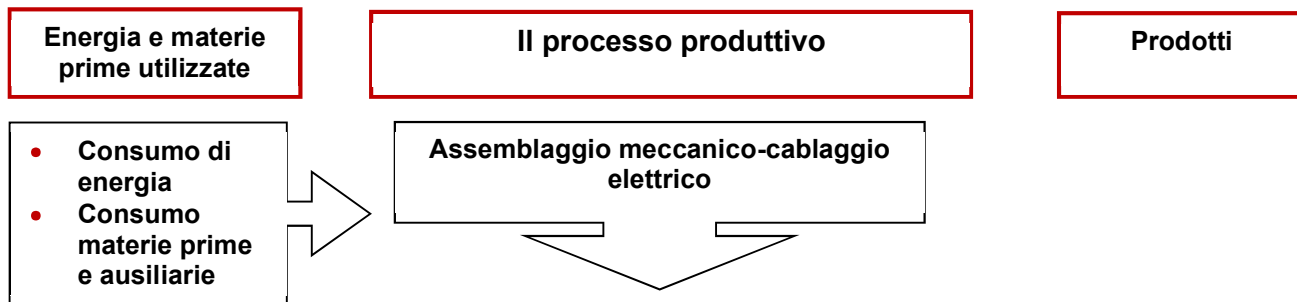 Energia e materie
prime utilizzate
Il processo produttivo
Prodotti
• Consumo di
energia
• Consumo
materie prime
e ausiliarie
Assemblaggio meccanico-cablaggio
elettrico